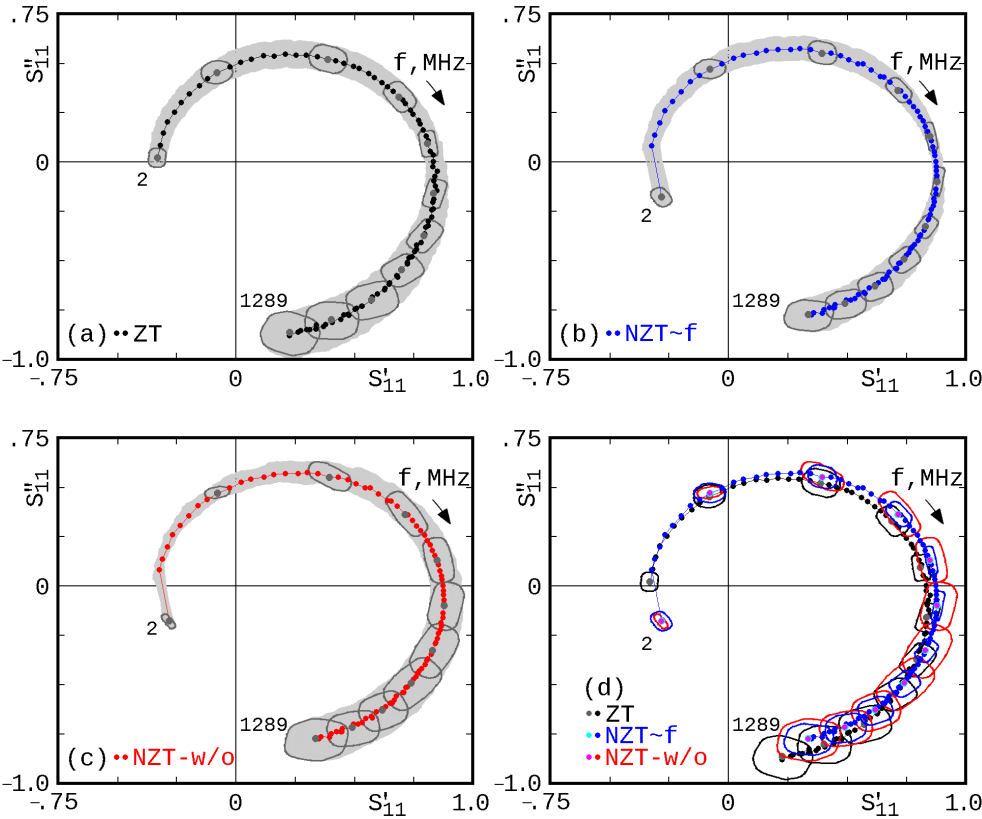 .75
S″11
f,MHz
0
2
1289
(a) ••ZT
−1.0
−.75
0
S′11
1.0
.75
S″11
f,MHz
0
2
1289
(b) ••NZT~f
−1.0
−.75
0
S′11
1.0
.75
S″11
f,MHz
0
2
1289
(c) ••NZT-w/o
−1.0
−.75
0
S′11
1.0
.75
S″11
f,MHz
0
2
(d)
••ZT
1289
••NZT~f
••NZT-w/o
−1.0
−.75
0
S′11
1.0